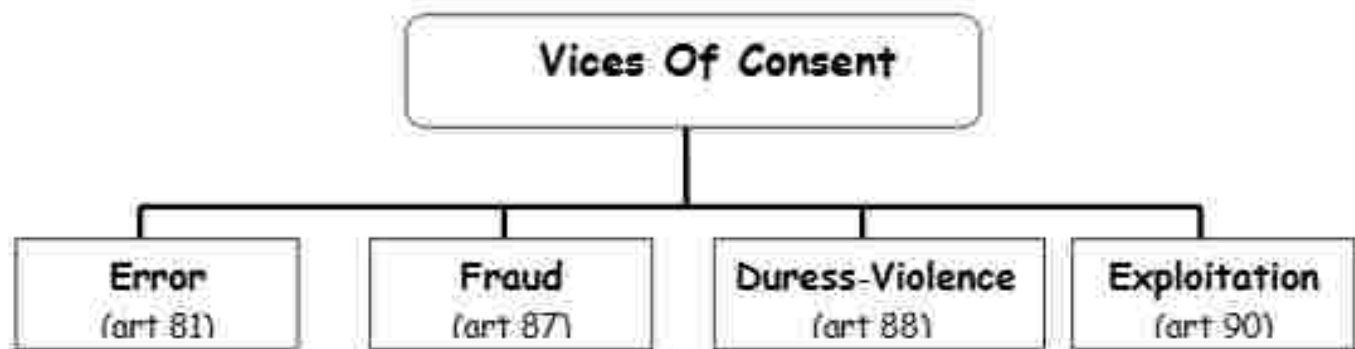 Vices Of Consent
Error
(art 81)
Fraud
(art 87)
Duress-Violence
(art 88)
Exploitation
(art 90)